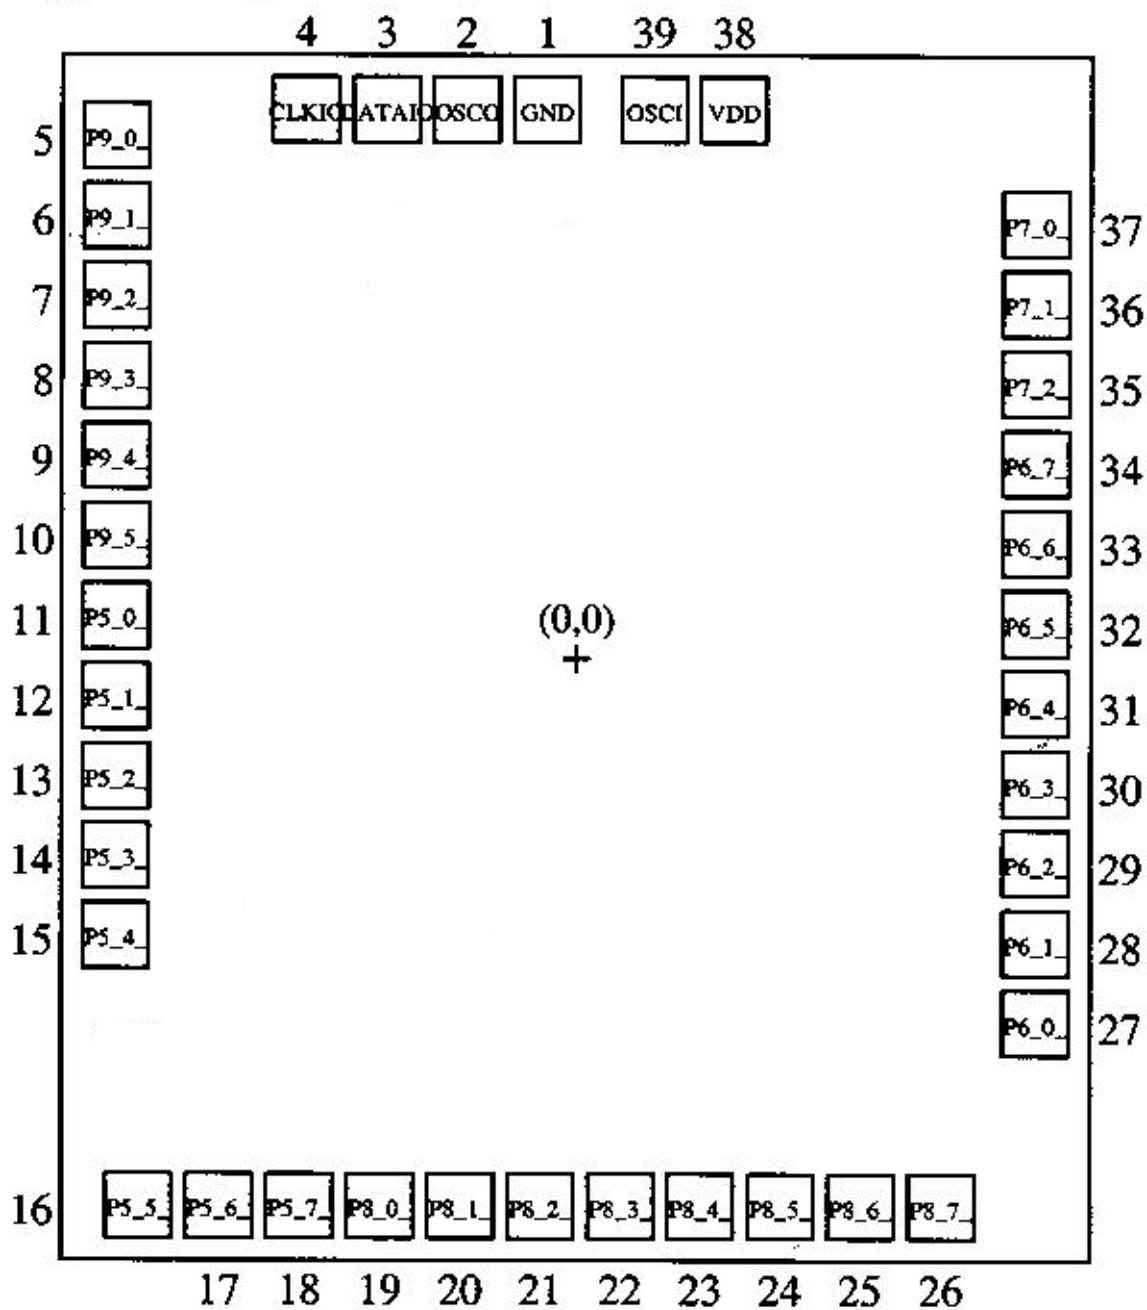 4 3 2 1 39 38
CLKIO DATAIO OSCO GND OSCI VDD
5 P9_0_
6 P9_1_
P7_0_ 37
7 P9_2_
P7_1_ 36
8 P9_3_
P7_2_ 35
9 P9_4_
P6_7_ 34
10 P9_5_
P6_6_ 33
11 P5_0_
(0,0)
P6_5_ 32
12 P5_1_
P6_4_ 31
13 P5_2_
P6_3_ 30
14 P5_3_
P6_2_ 29
15 P5_4_
P6_1_ 28
P6_0_ 27
16 P5_5_ P5_6_ P5_7_ P8_0_ P8_1_ P8_2_ P8_3_ P8_4_ P8_5_ P8_6_ P8_7_
17 18 19 20 21 22 23 24 25 26